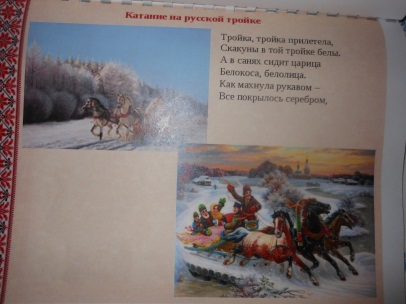 Катание на русской тройке
Тройка, тройка прилетела,
Скакуны в той тройке белы.
А в санях сидит царица
Белокоса, белолица.
Как махнула рукавом –
Все покрылось серебром,